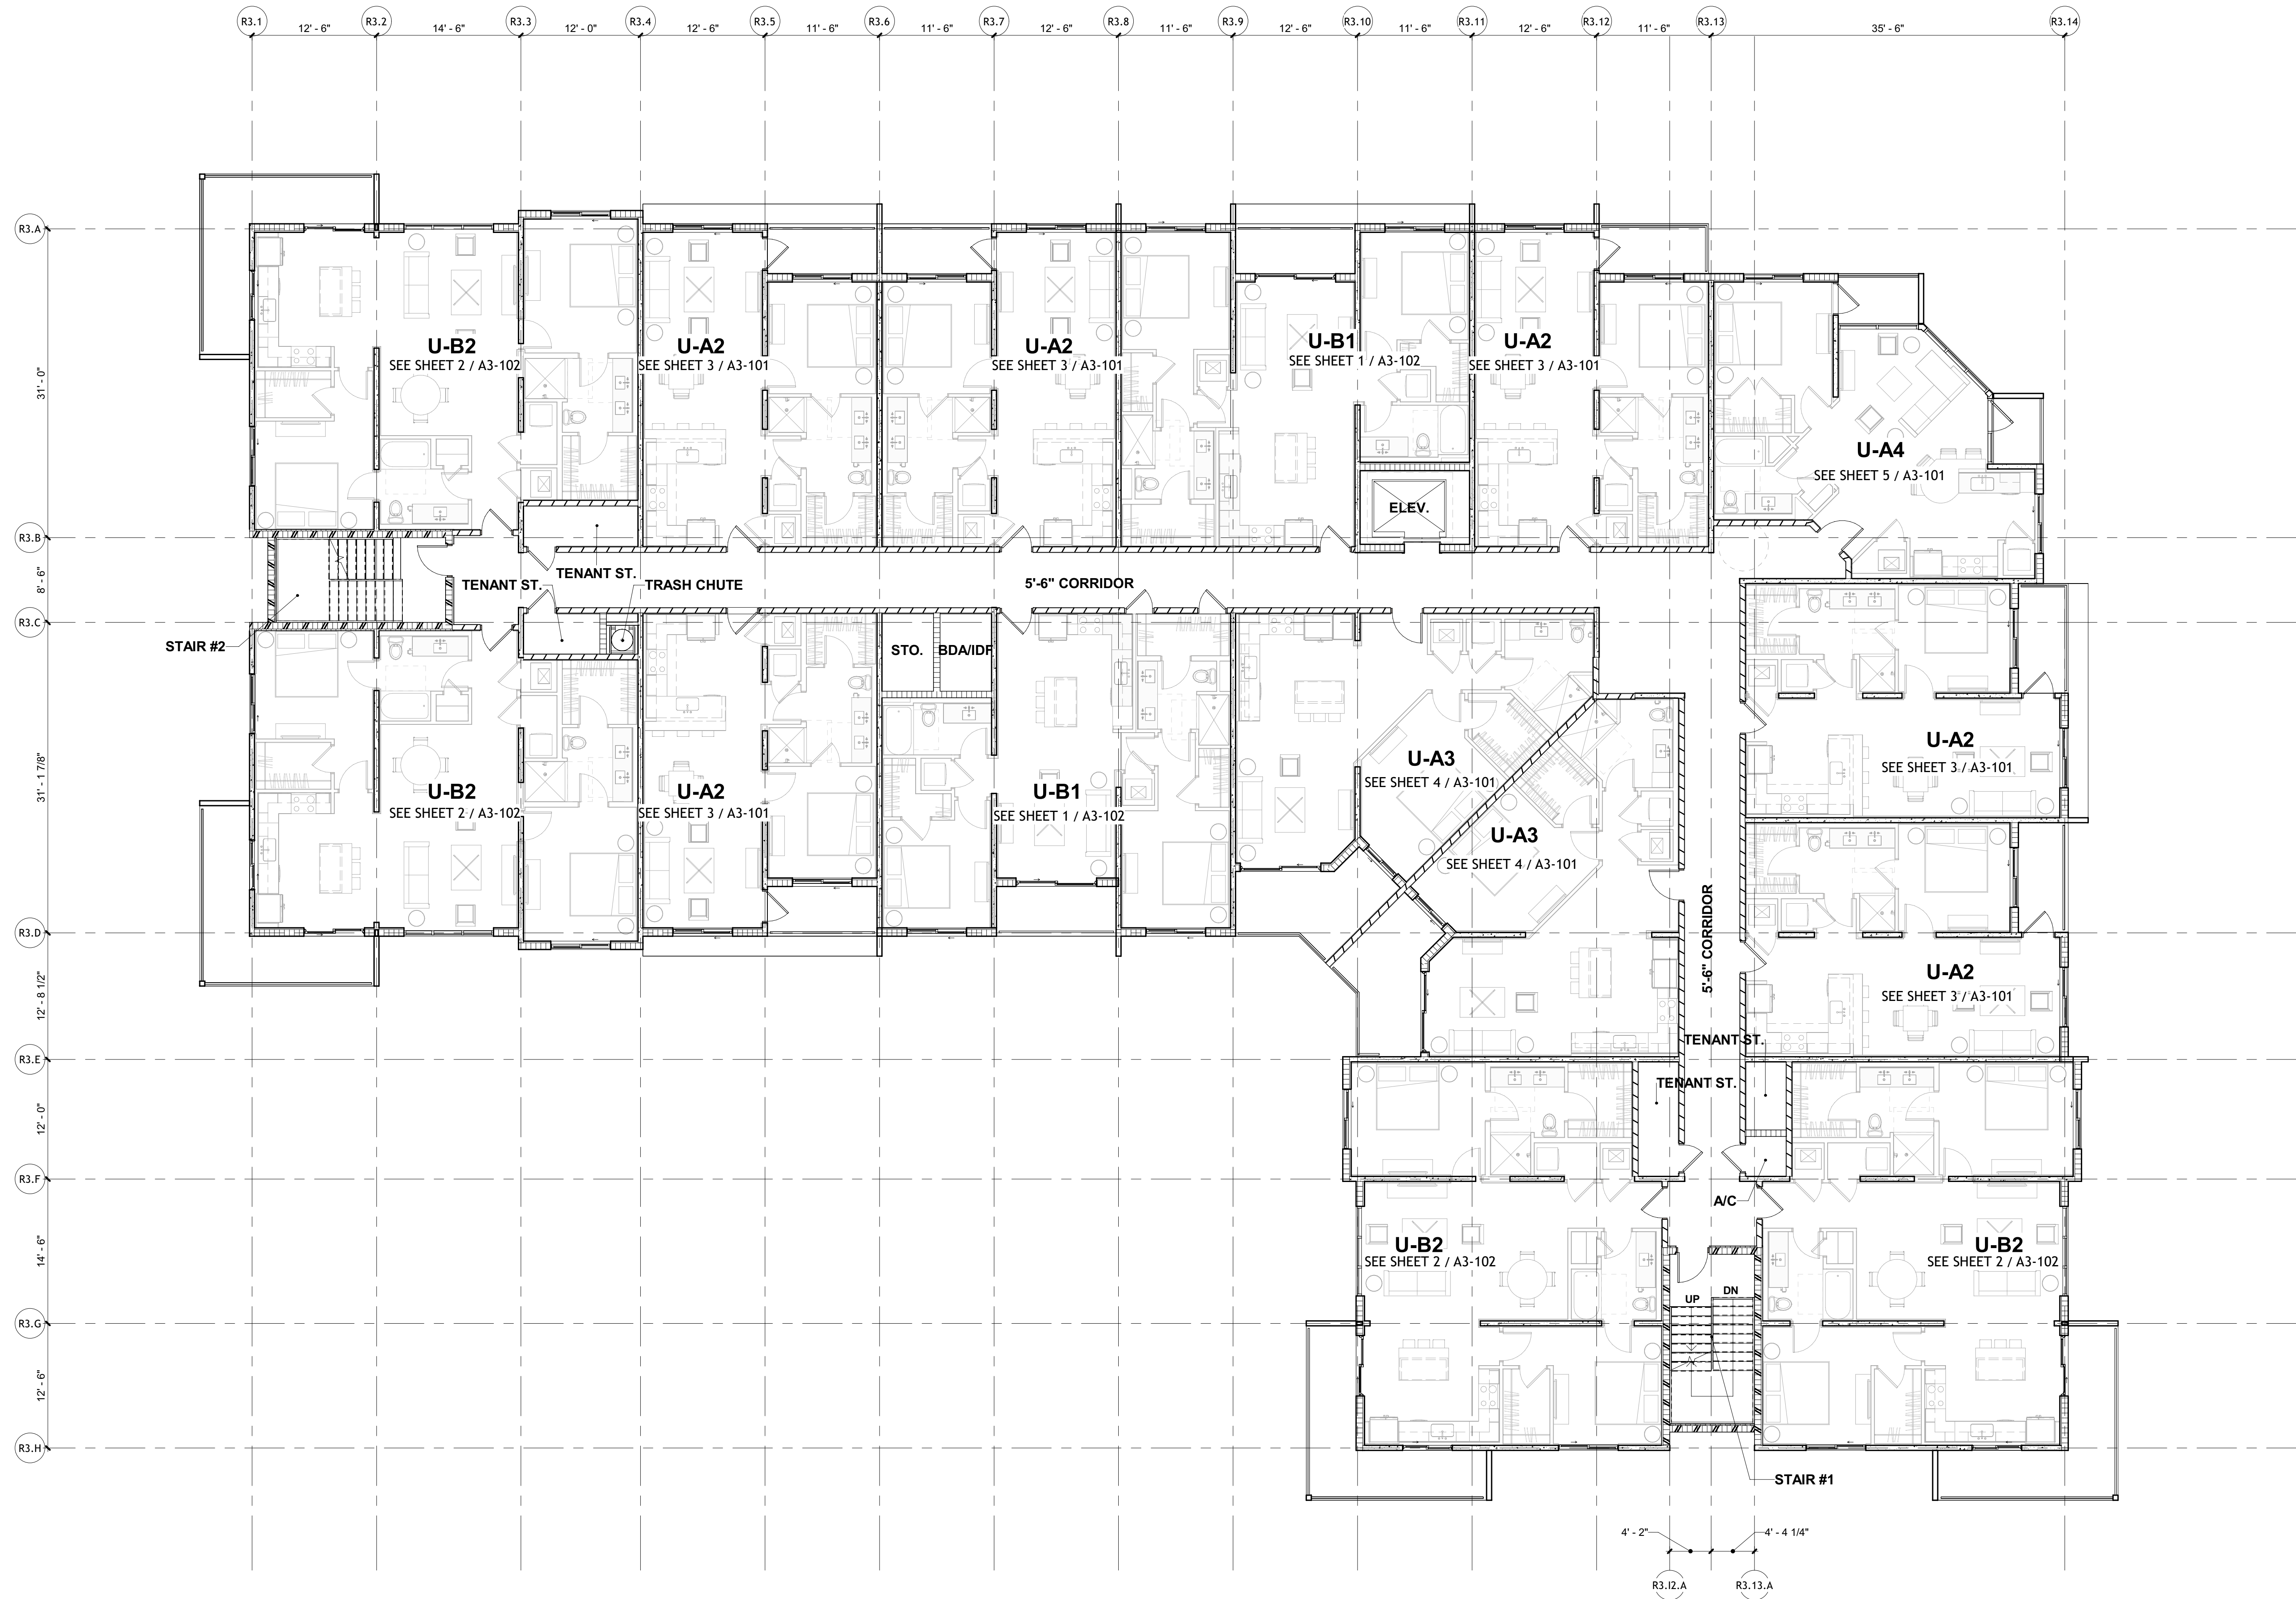 R3.1
R3.2
R3.3
R3.4
R3.5
R3.6
R3.7
R3.8
R3.9
R3.10
R3.11
R3.12
R3.13
R3.14
12' - 6"
14' - 6"
12' - 0"
12' - 6"
11' - 6"
11' - 6"
12' - 6"
11' - 6"
12' - 6"
11' - 6"
12' - 6"
11' - 6"
35' - 6"
R3.A
31' - 0"
R3.B
8' - 6"
R3.C
31' - 1 7/8"
R3.D
12' - 8 1/2"
R3.E
12' - 0"
R3.F
14' - 6"
R3.G
12' - 6"
R3.H
U-B2
SEE SHEET 2 / A3-102
U-A2
SEE SHEET 3 / A3-101
U-A2
SEE SHEET 3 / A3-101
U-B1
SEE SHEET 1 / A3-102
U-A2
SEE SHEET 3 / A3-101
U-A4
SEE SHEET 5 / A3-101
ELEV.
TENANT ST.
TENANT ST.
TRASH CHUTE
5'-6" CORRIDOR
STAIR #2
STO.
BDA/IDF
U-B2
SEE SHEET 2 / A3-102
U-A2
SEE SHEET 3 / A3-101
U-B1
SEE SHEET 1 / A3-102
U-A3
SEE SHEET 4 / A3-101
U-A3
SEE SHEET 4 / A3-101
U-A2
SEE SHEET 3 / A3-101
5'-6" CORRIDOR
U-A2
SEE SHEET 3 / A3-101
TENANT ST.
TENANT ST.
A/C
U-B2
SEE SHEET 2 / A3-102
U-B2
SEE SHEET 2 / A3-102
UP
DN
STAIR #1
4' - 2"
4' - 4 1/4"
R3.I2.A
R3.13.A